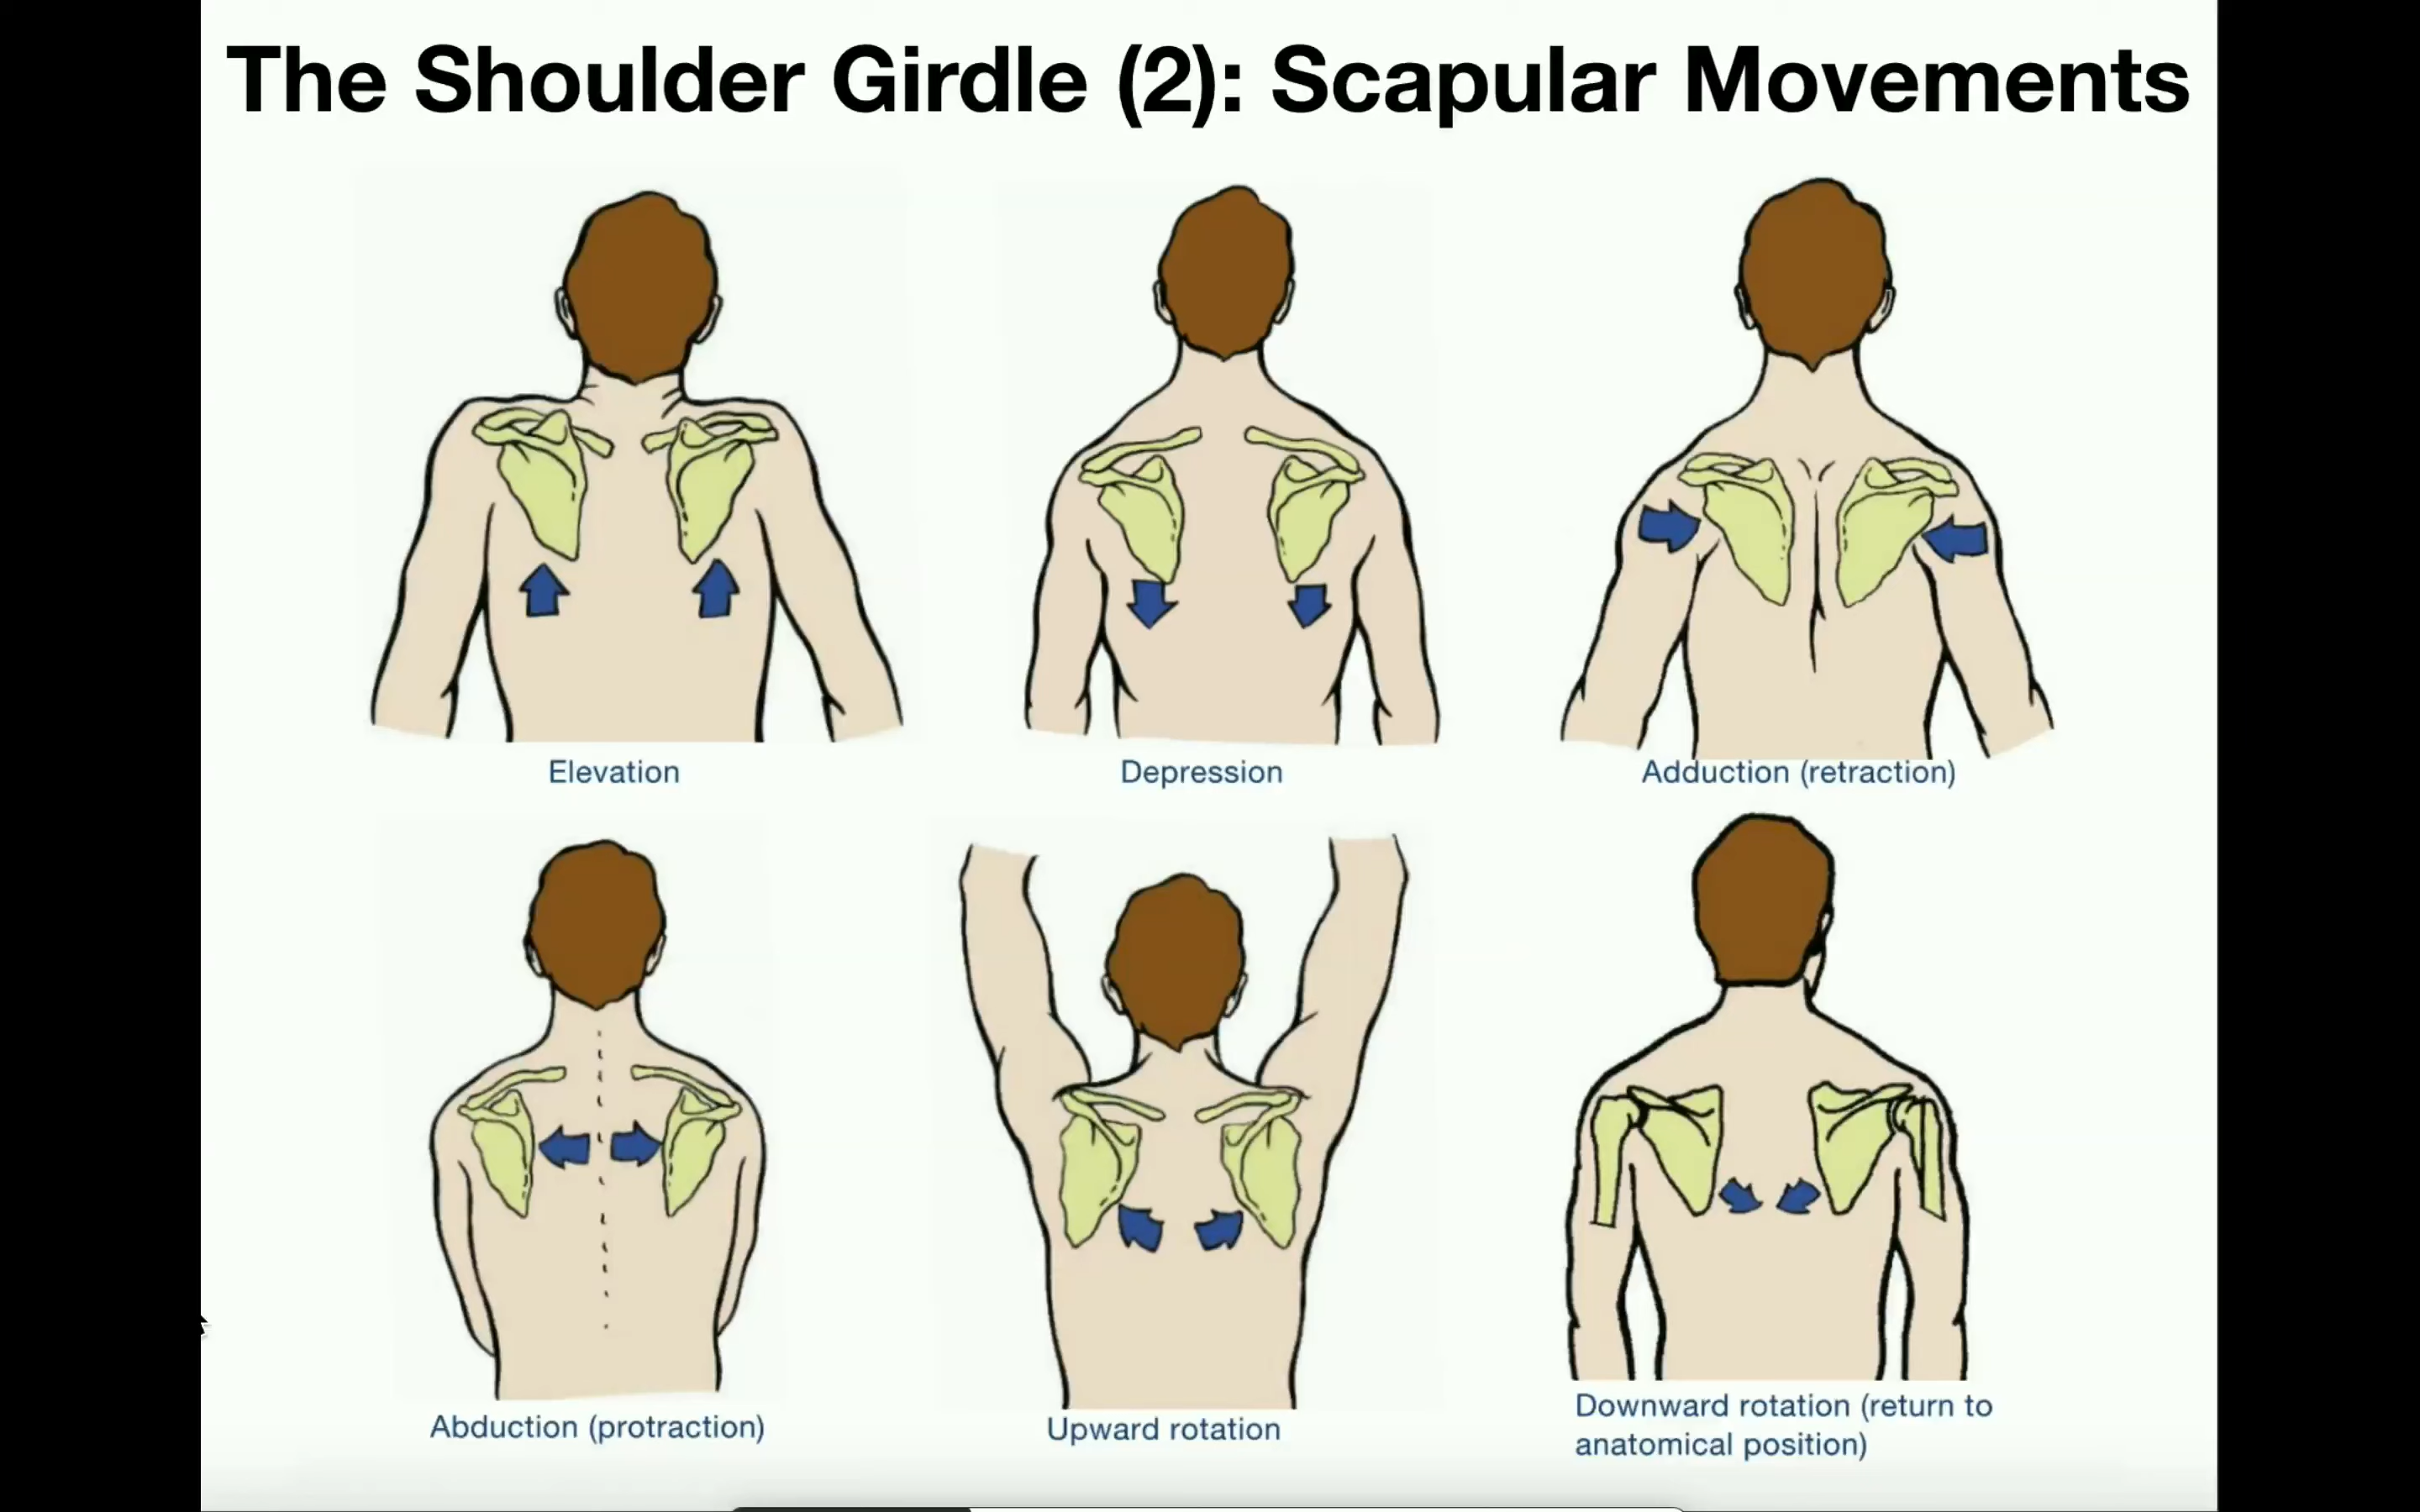 The Shoulder Girdle (2): Scapular Movements
Elevation
Depression
Adduction (retraction)
Abduction (protraction)
Upward rotation
Downward rotation (return to
anatomical position)